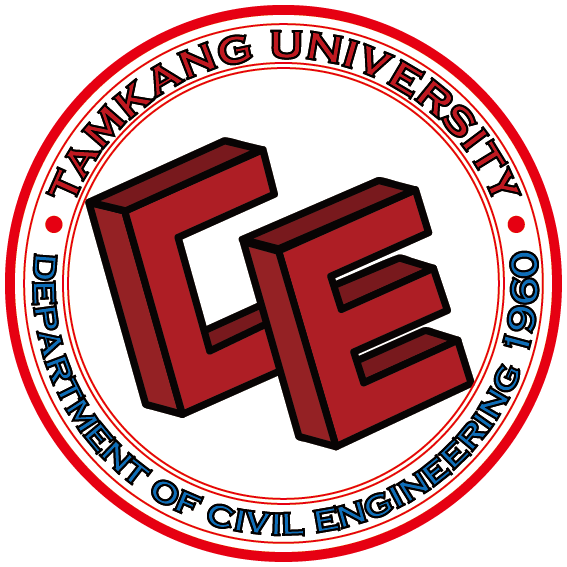 TAMKANG UNIVERSITY
CE
DEPARTMENT OF CIVIL ENGINEERING 1960